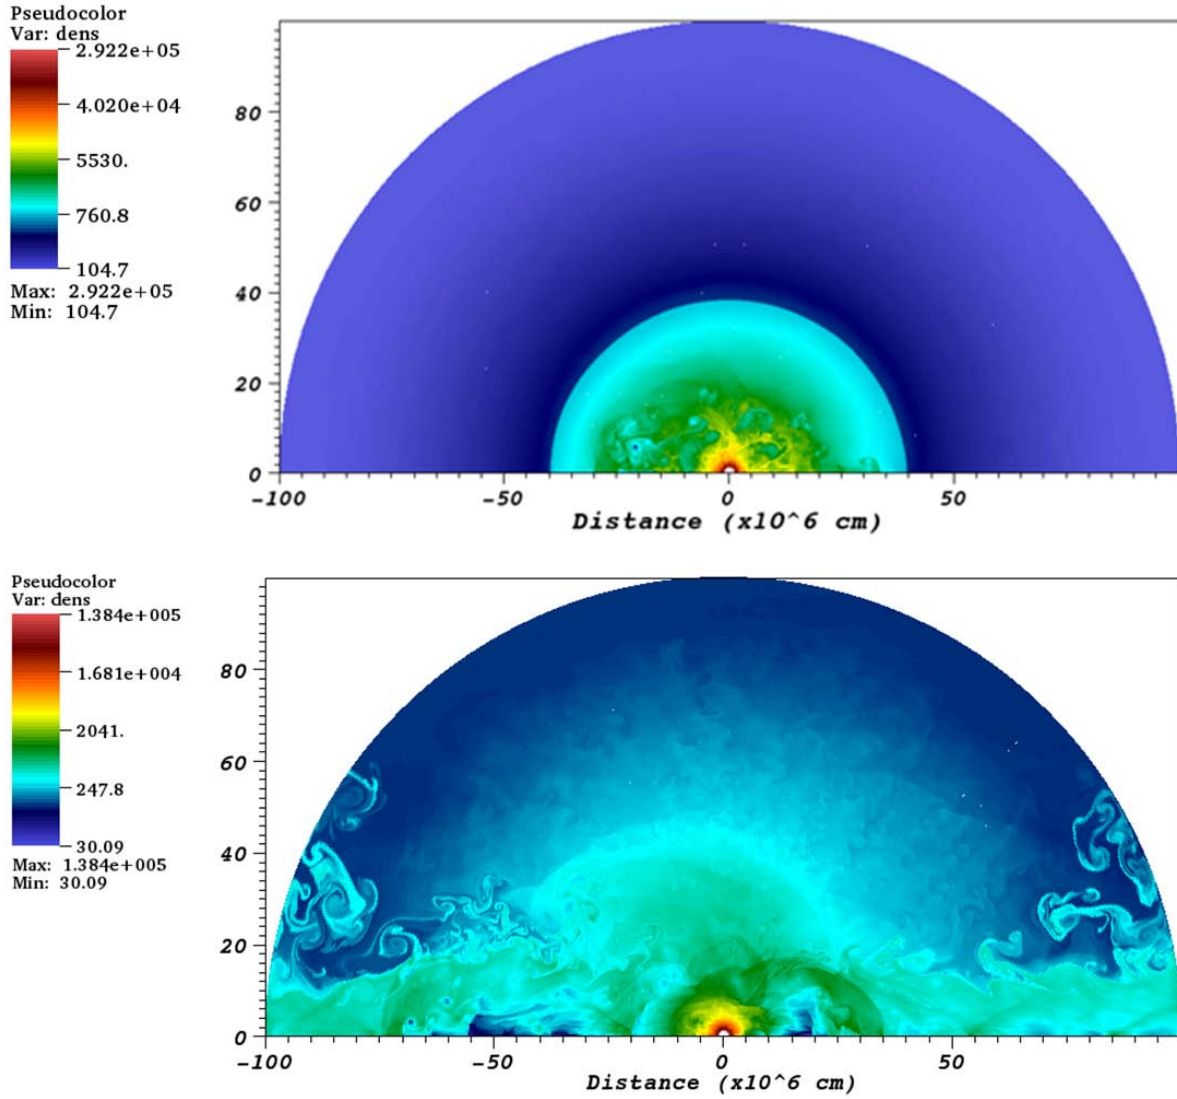 Pseudocolor
Var: dens
2.922e+05
4.020e+04
5530.
760.8
104.7
Max: 2.922e+05
Min: 104.7
80
60
40
20
0
-100
-50
0
50
Distance (x10^6 cm)
Pseudocolor
Var: dens
1.384e+005
1.681e+004
2041.
247.8
30.09
Max: 1.384e+005
Min: 30.09
80
60
40
20
0
-100
-50
0
50
Distance (x10^6 cm)